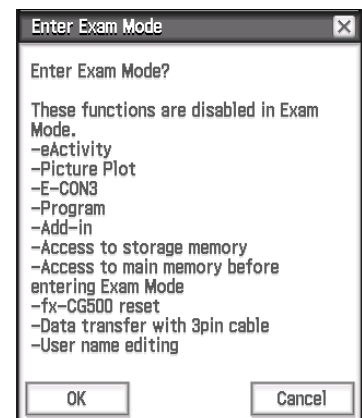 Enter Exam Mode
Enter Exam Mode?
These functions are disabled in Exam
Mode.
-eActivity
-Picture Plot
-E-CON3
-Program
-Add-in
-Access to storage memory
-Access to main memory before
entering Exam Mode
-fx-CG500 reset
-Data transfer with 3pin cable
-User name editing
OK
Cancel